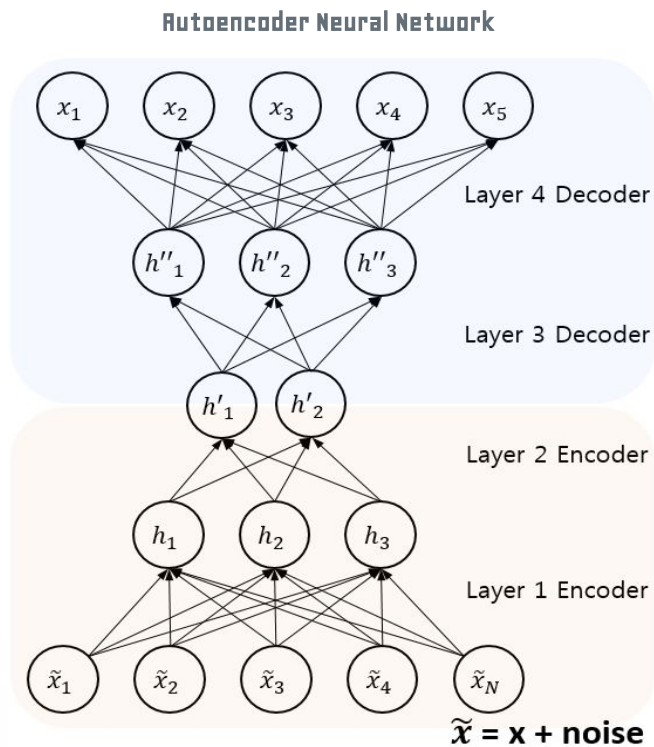 Autoencoder Neural Network
x₁ x₂ x₃ x₄ x₅
Layer 4 Decoder
h″₁ h″₂ h″₃
Layer 3 Decoder
h′₁ h′₂
Layer 2 Encoder
h₁ h₂ h₃
Layer 1 Encoder
x̃₁ x̃₂ x̃₃ x̃₄ x̃_N
x̃ = x + noise